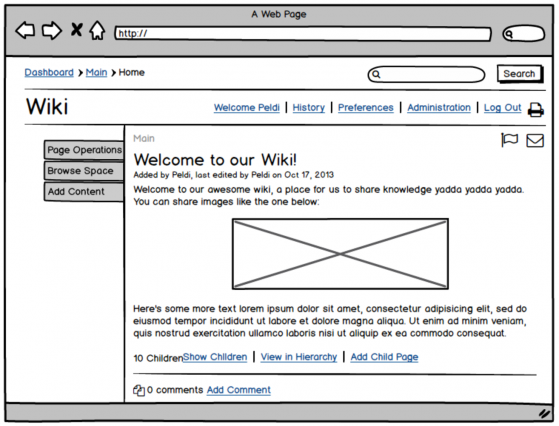 A Web Page
http://
Dashboard > Main > Home
Search
Wiki
Welcome Peldi | History | Preferences | Administration | Log Out
Page Operations
Browse Space
Add Content
Main
Welcome to our Wiki!
Added by Peldi, last edited by Peldi on Oct 17, 2013
Welcome to our awesome wiki, a place for us to share knowledge yadda yadda yadda.
You can share images like the one below:
Here's some more text lorem ipsum dolor sit amet, consectetur adipisicing elit, sed do
eiusmod tempor incididunt ut labore et dolore magna aliqua. Ut enim ad minim veniam,
quis nostrud exercitation ullamco laboris nisi ut aliquip ex ea commodo consequat.
10 Children Show Children | View in Hierarchy | Add Child Page
0 comments Add Comment